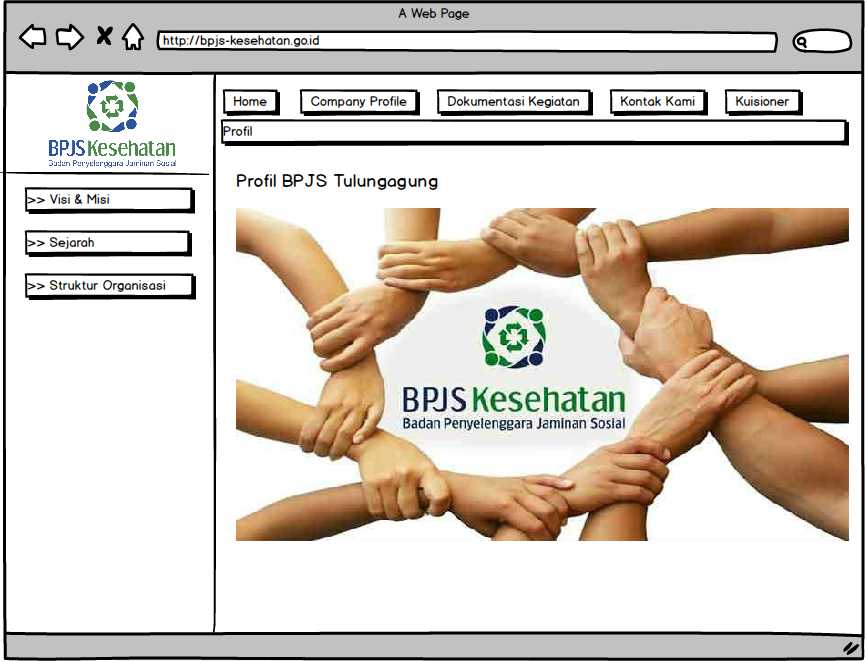 A Web Page
http://bpjs-kesehatan.go.id
BPJS Kesehatan
Badan Penyelenggara Jaminan Sosial
Home
Company Profile
Dokumentasi Kegiatan
Kontak Kami
Kuisioner
Profil
>> Visi & Misi
>> Sejarah
>> Struktur Organisasi
Profil BPJS Tulungagung
BPJS Kesehatan
Badan Penyelenggara Jaminan Sosial